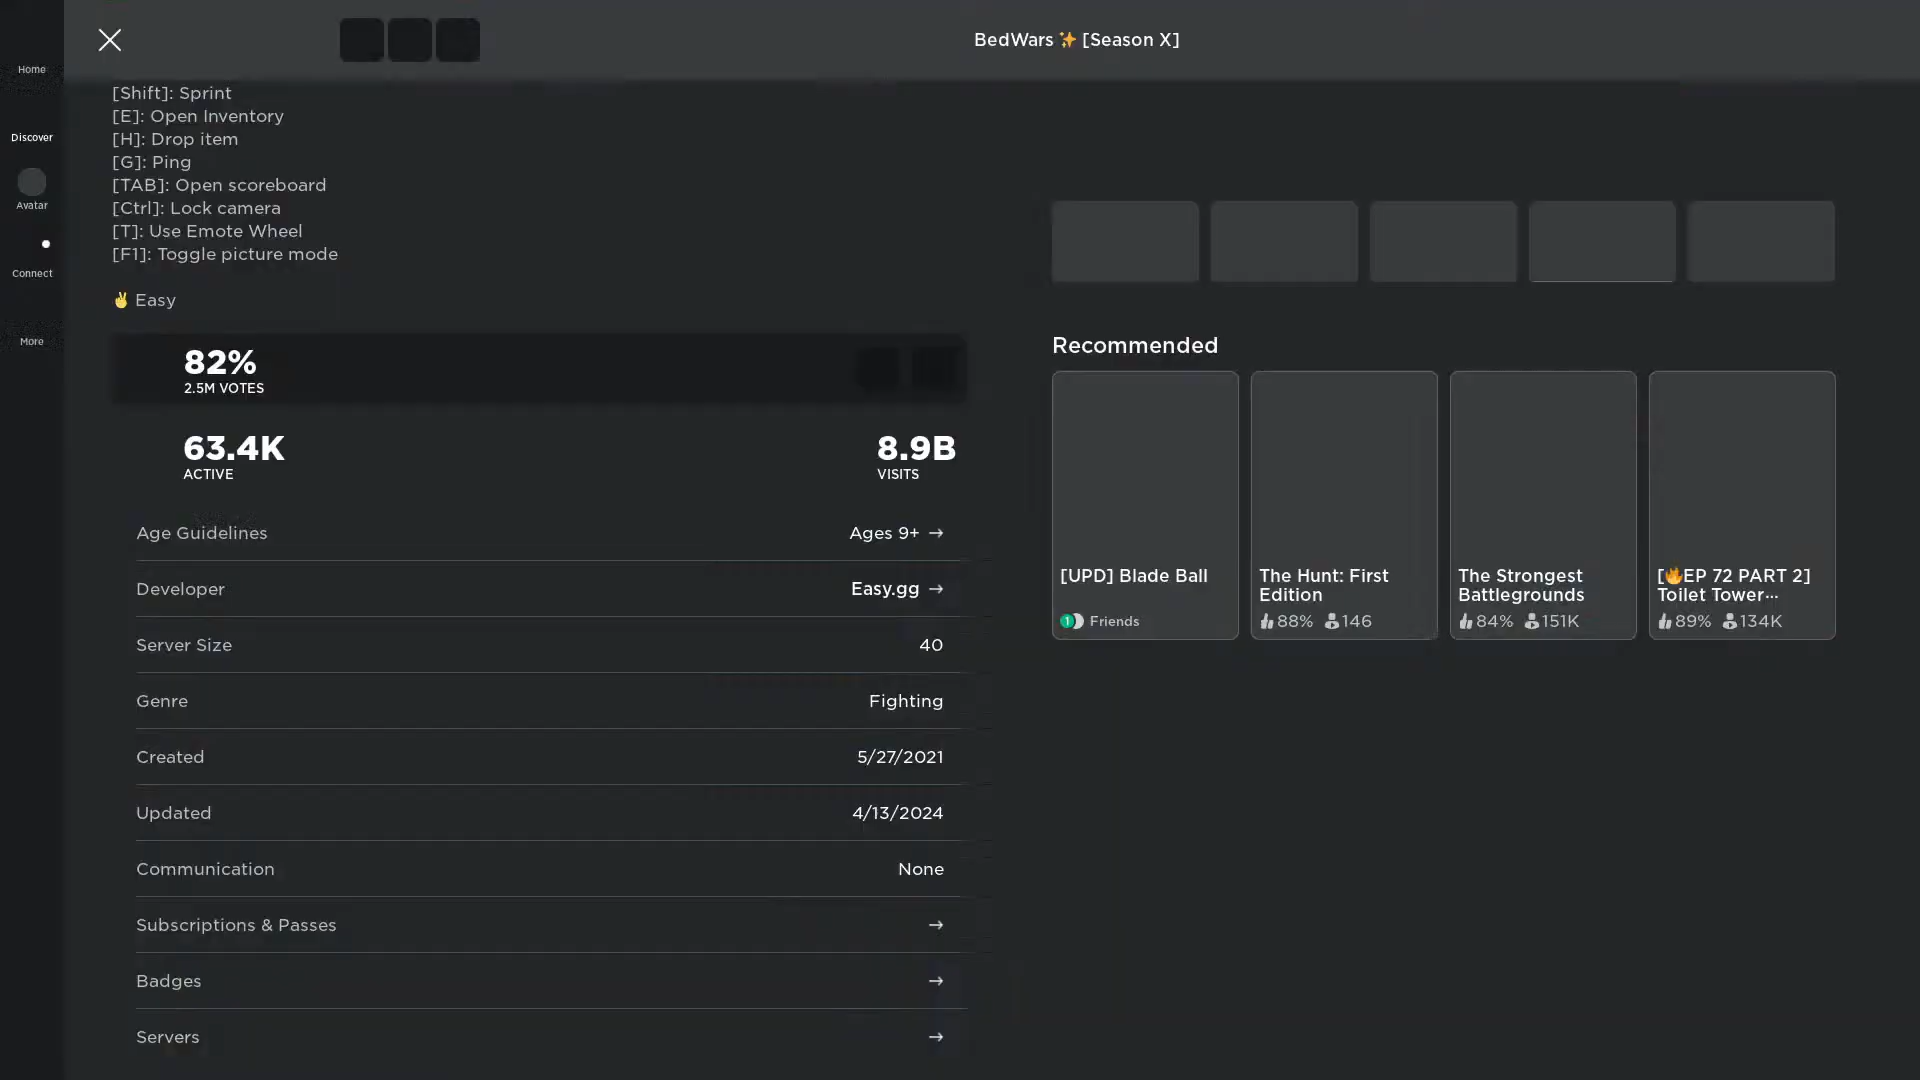 BedWars ✨ [Season X]
Home
Discover
Avatar
Connect
More
[Shift]: Sprint
[E]: Open Inventory
[H]: Drop item
[G]: Ping
[TAB]: Open scoreboard
[Ctrl]: Lock camera
[T]: Use Emote Wheel
[F1]: Toggle picture mode
✌️ Easy
82%
2.5M VOTES
63.4K
ACTIVE
8.9B
VISITS
Age Guidelines
Ages 9+ →
Developer
Easy.gg →
Server Size
40
Genre
Fighting
Created
5/27/2021
Updated
4/13/2024
Communication
None
Subscriptions & Passes →
Badges →
Servers →
Recommended
[UPD] Blade Ball
1 Friends
The Hunt: First
Edition
88% 146
The Strongest
Battlegrounds
84% 151K
[🔥EP 72 PART 2]
Toilet Tower...
89% 134K